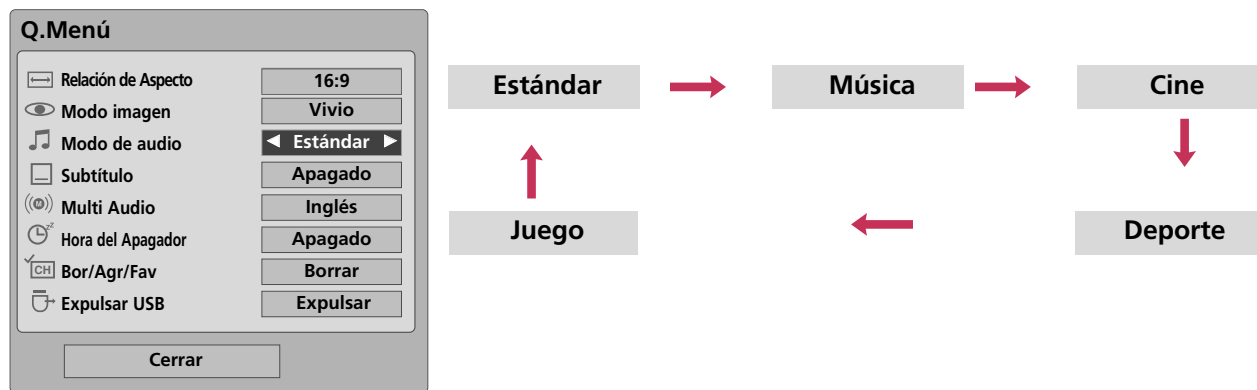 Q.Menú
Relación de Aspecto 16:9
Modo imagen Vivio
Modo de audio ◄ Estándar ►
Subtítulo Apagado
Multi Audio Inglés
Hora del Apagador Apagado
CH Bor/Agr/Fav Borrar
Expulsar USB Expulsar
Cerrar
Estándar Música Cine
Juego Deporte